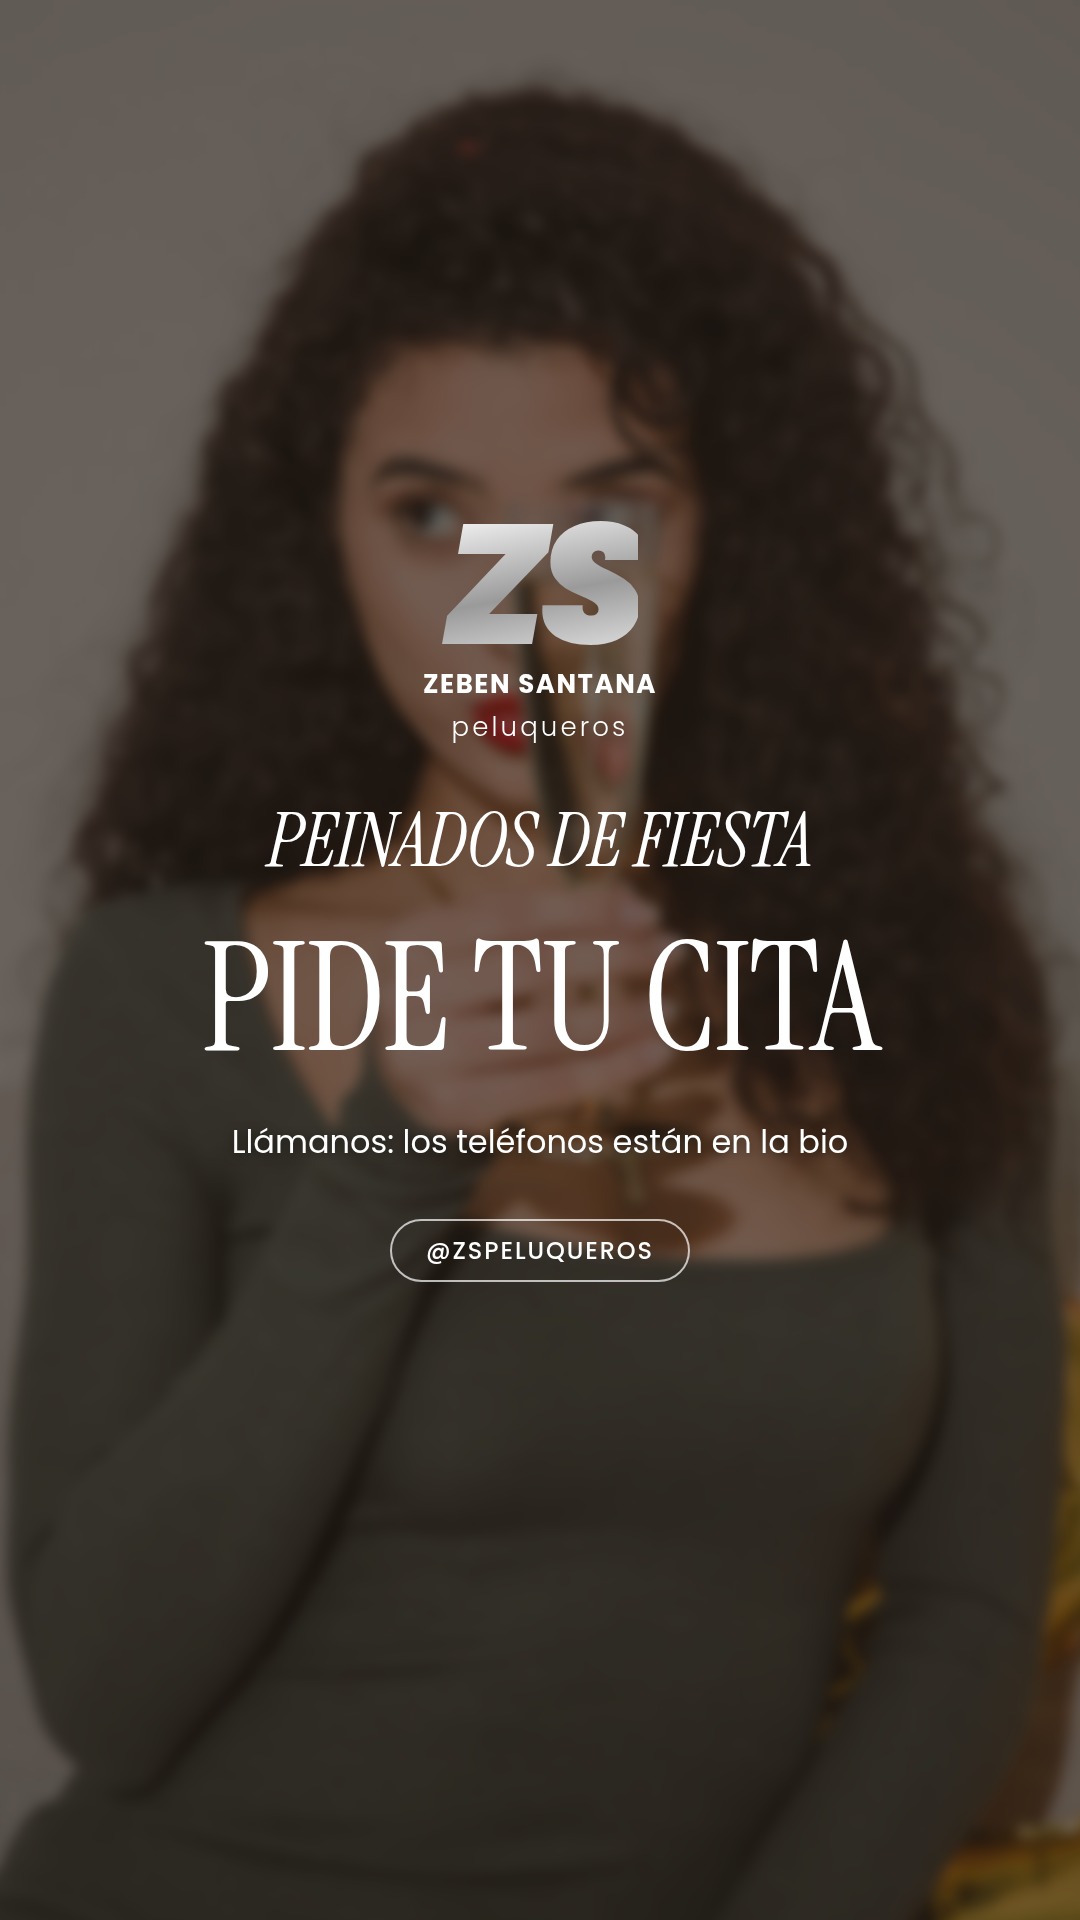 ZS
ZEBEN SANTANA
peluqueros
PEINADOS DE FIESTA
PIDE TU CITA
Llámanos: los teléfonos están en la bio
@ZSPELUQUEROS